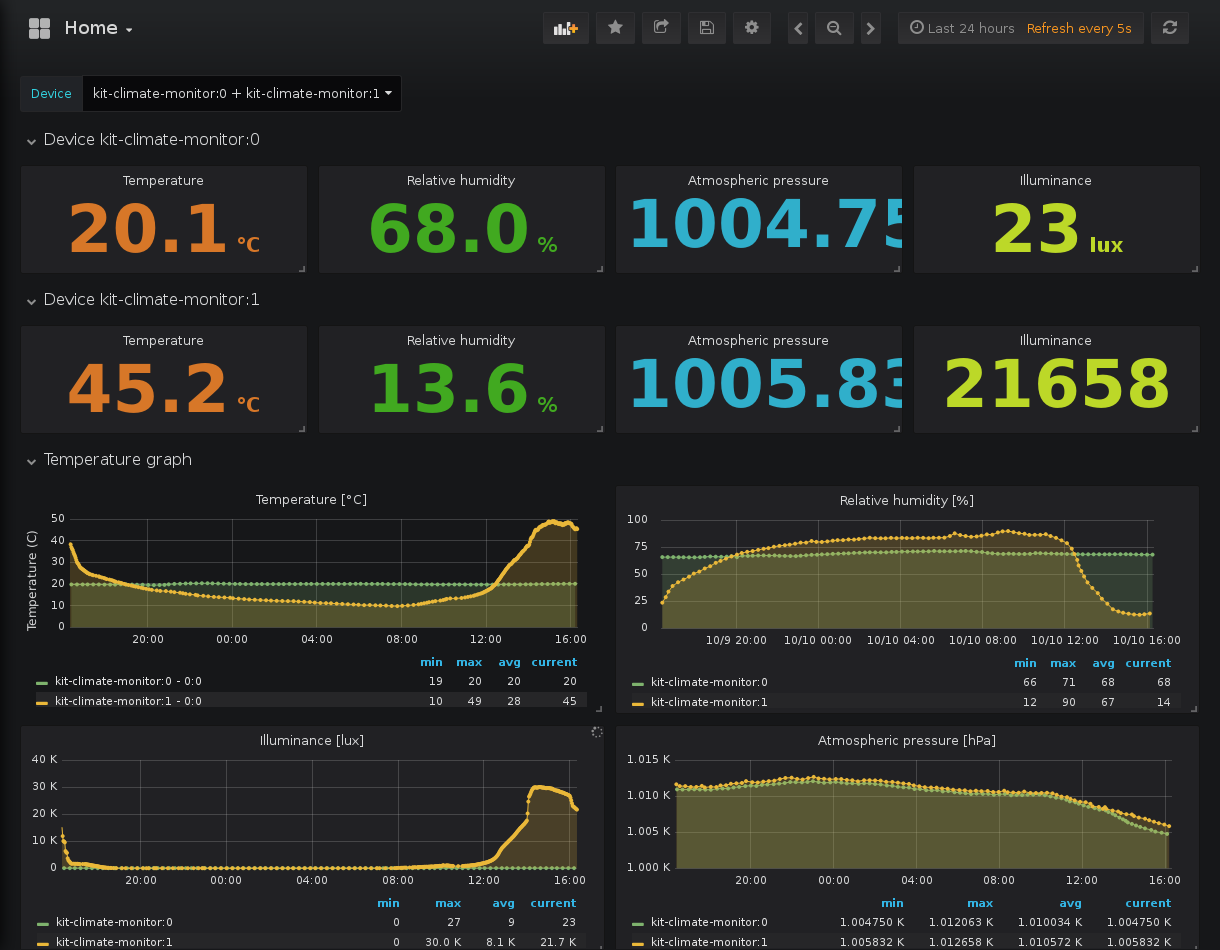 Home
Last 24 hours Refresh every 5s
Device kit-climate-monitor:0 + kit-climate-monitor:1
Device kit-climate-monitor:0
Temperature Relative humidity Atmospheric pressure Illuminance
20.1 °C 68.0 % 1004.75 23 lux
Device kit-climate-monitor:1
Temperature Relative humidity Atmospheric pressure Illuminance
45.2 °C 13.6 % 1005.83 21658
Temperature graph
Temperature [°C]
Temperature (C)
50
40
30
20
10
0
20:00 00:00 04:00 08:00 12:00 16:00
min max avg current
kit-climate-monitor:0 - 0:0 19 20 20 20
kit-climate-monitor:1 - 0:0 10 49 28 45
Relative humidity [%]
100
75
50
25
0
10/9 20:00 10/10 00:00 10/10 04:00 10/10 08:00 10/10 12:00 10/10 16:00
min max avg current
kit-climate-monitor:0 66 71 68 68
kit-climate-monitor:1 12 90 67 14
Illuminance [lux]
40 K
30 K
20 K
10 K
0
20:00 00:00 04:00 08:00 12:00 16:00
min max avg current
kit-climate-monitor:0 0 27 9 23
kit-climate-monitor:1 0 30.0 K 8.1 K 21.7 K
Atmospheric pressure [hPa]
1.015 K
1.010 K
1.005 K
1.000 K
20:00 00:00 04:00 08:00 12:00 16:00
min max avg current
kit-climate-monitor:0 1.004750 K 1.012063 K 1.010034 K 1.004750 K
kit-climate-monitor:1 1.005832 K 1.012658 K 1.010572 K 1.005832 K